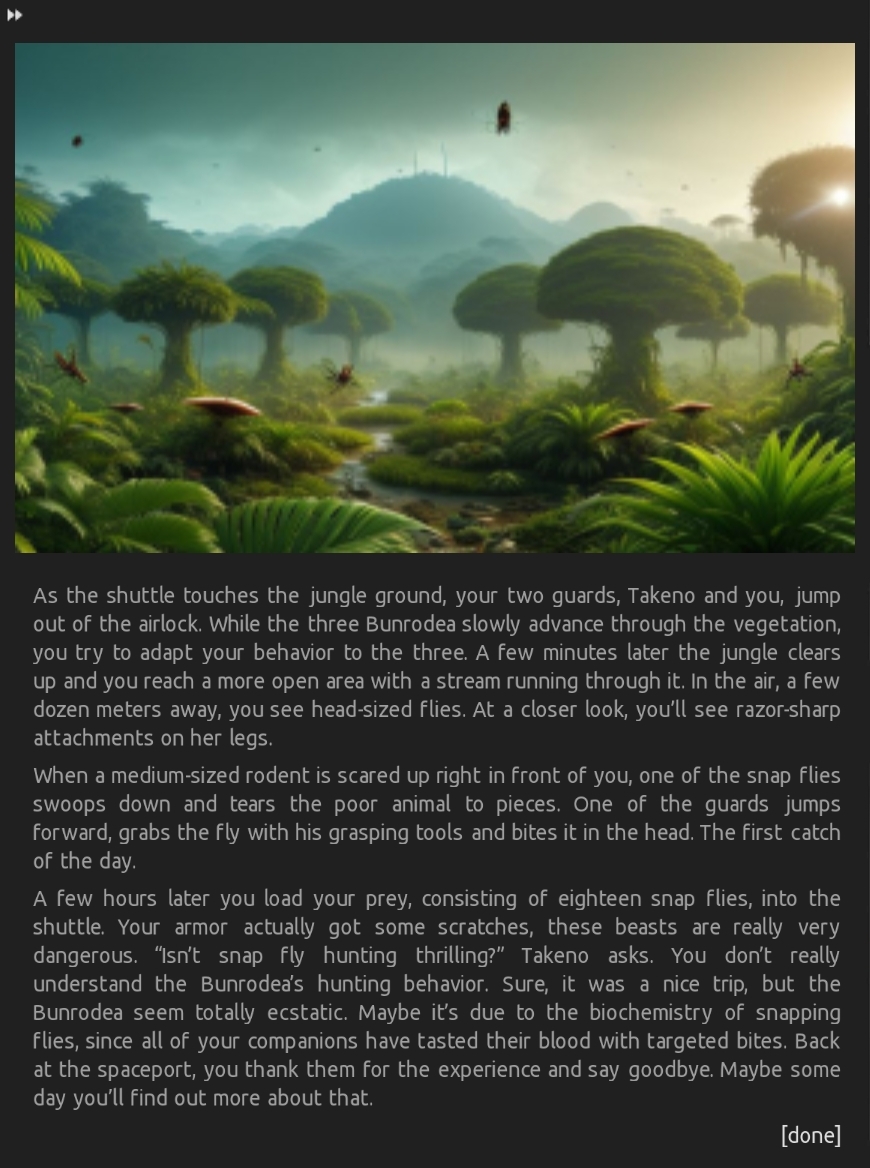 As the shuttle touches the jungle ground, your two guards, Takeno and you, jump
out of the airlock. While the three Bunrodea slowly advance through the vegetation,
you try to adapt your behavior to the three. A few minutes later the jungle clears
up and you reach a more open area with a stream running through it. In the air, a few
dozen meters away, you see head-sized flies. At a closer look, you’ll see razor-sharp
attachments on her legs.
When a medium-sized rodent is scared up right in front of you, one of the snap flies
swoops down and tears the poor animal to pieces. One of the guards jumps
forward, grabs the fly with his grasping tools and bites it in the head. The first catch
of the day.
A few hours later you load your prey, consisting of eighteen snap flies, into the
shuttle. Your armor actually got some scratches, these beasts are really very
dangerous. “Isn’t snap fly hunting thrilling?” Takeno asks. You don’t really
understand the Bunrodea’s hunting behavior. Sure, it was a nice trip, but the
Bunrodea seem totally ecstatic. Maybe it’s due to the biochemistry of snapping
flies, since all of your companions have tasted their blood with targeted bites. Back
at the spaceport, you thank them for the experience and say goodbye. Maybe some
day you’ll find out more about that.
[done]